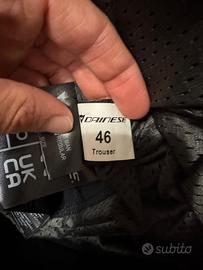 DAINESE
46
Trouser
UK
CA
subito